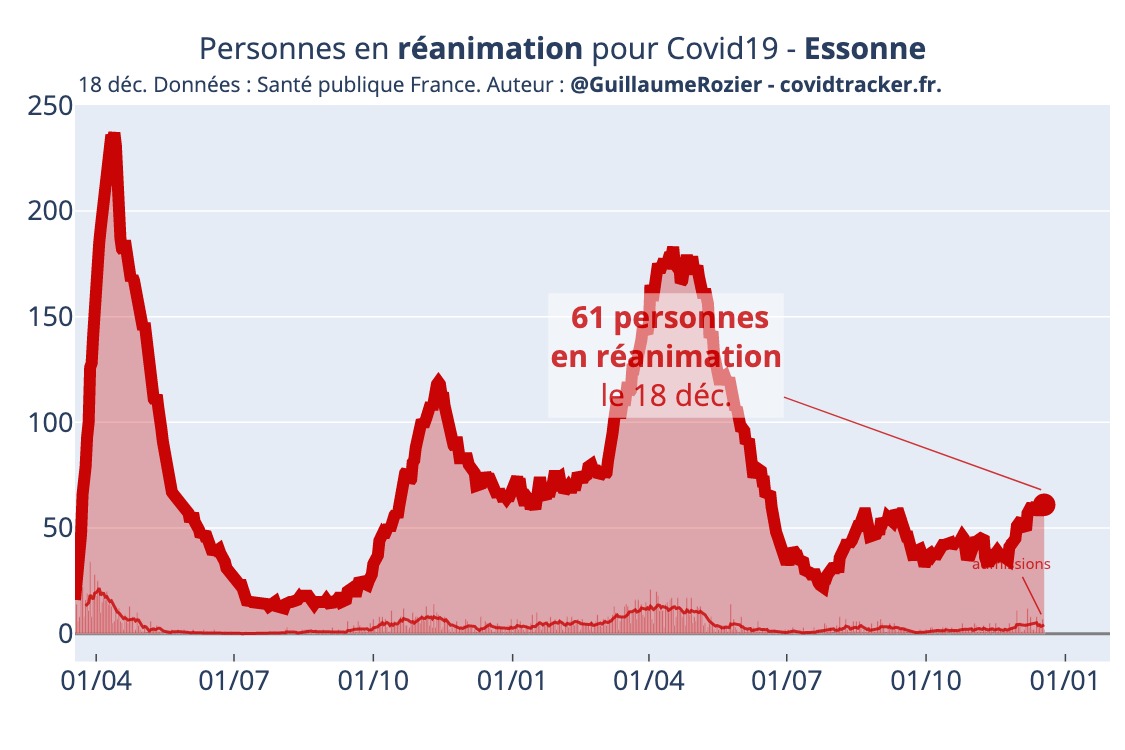 Personnes en réanimation pour Covid19 - Essonne
18 déc. Données : Santé publique France. Auteur : @GuillaumeRozier - covidtracker.fr.
250
200
150
100
50
0
61 personnes
en réanimation
le 18 déc.
admissions
01/04 01/07 01/10 01/01 01/04 01/07 01/10 01/01